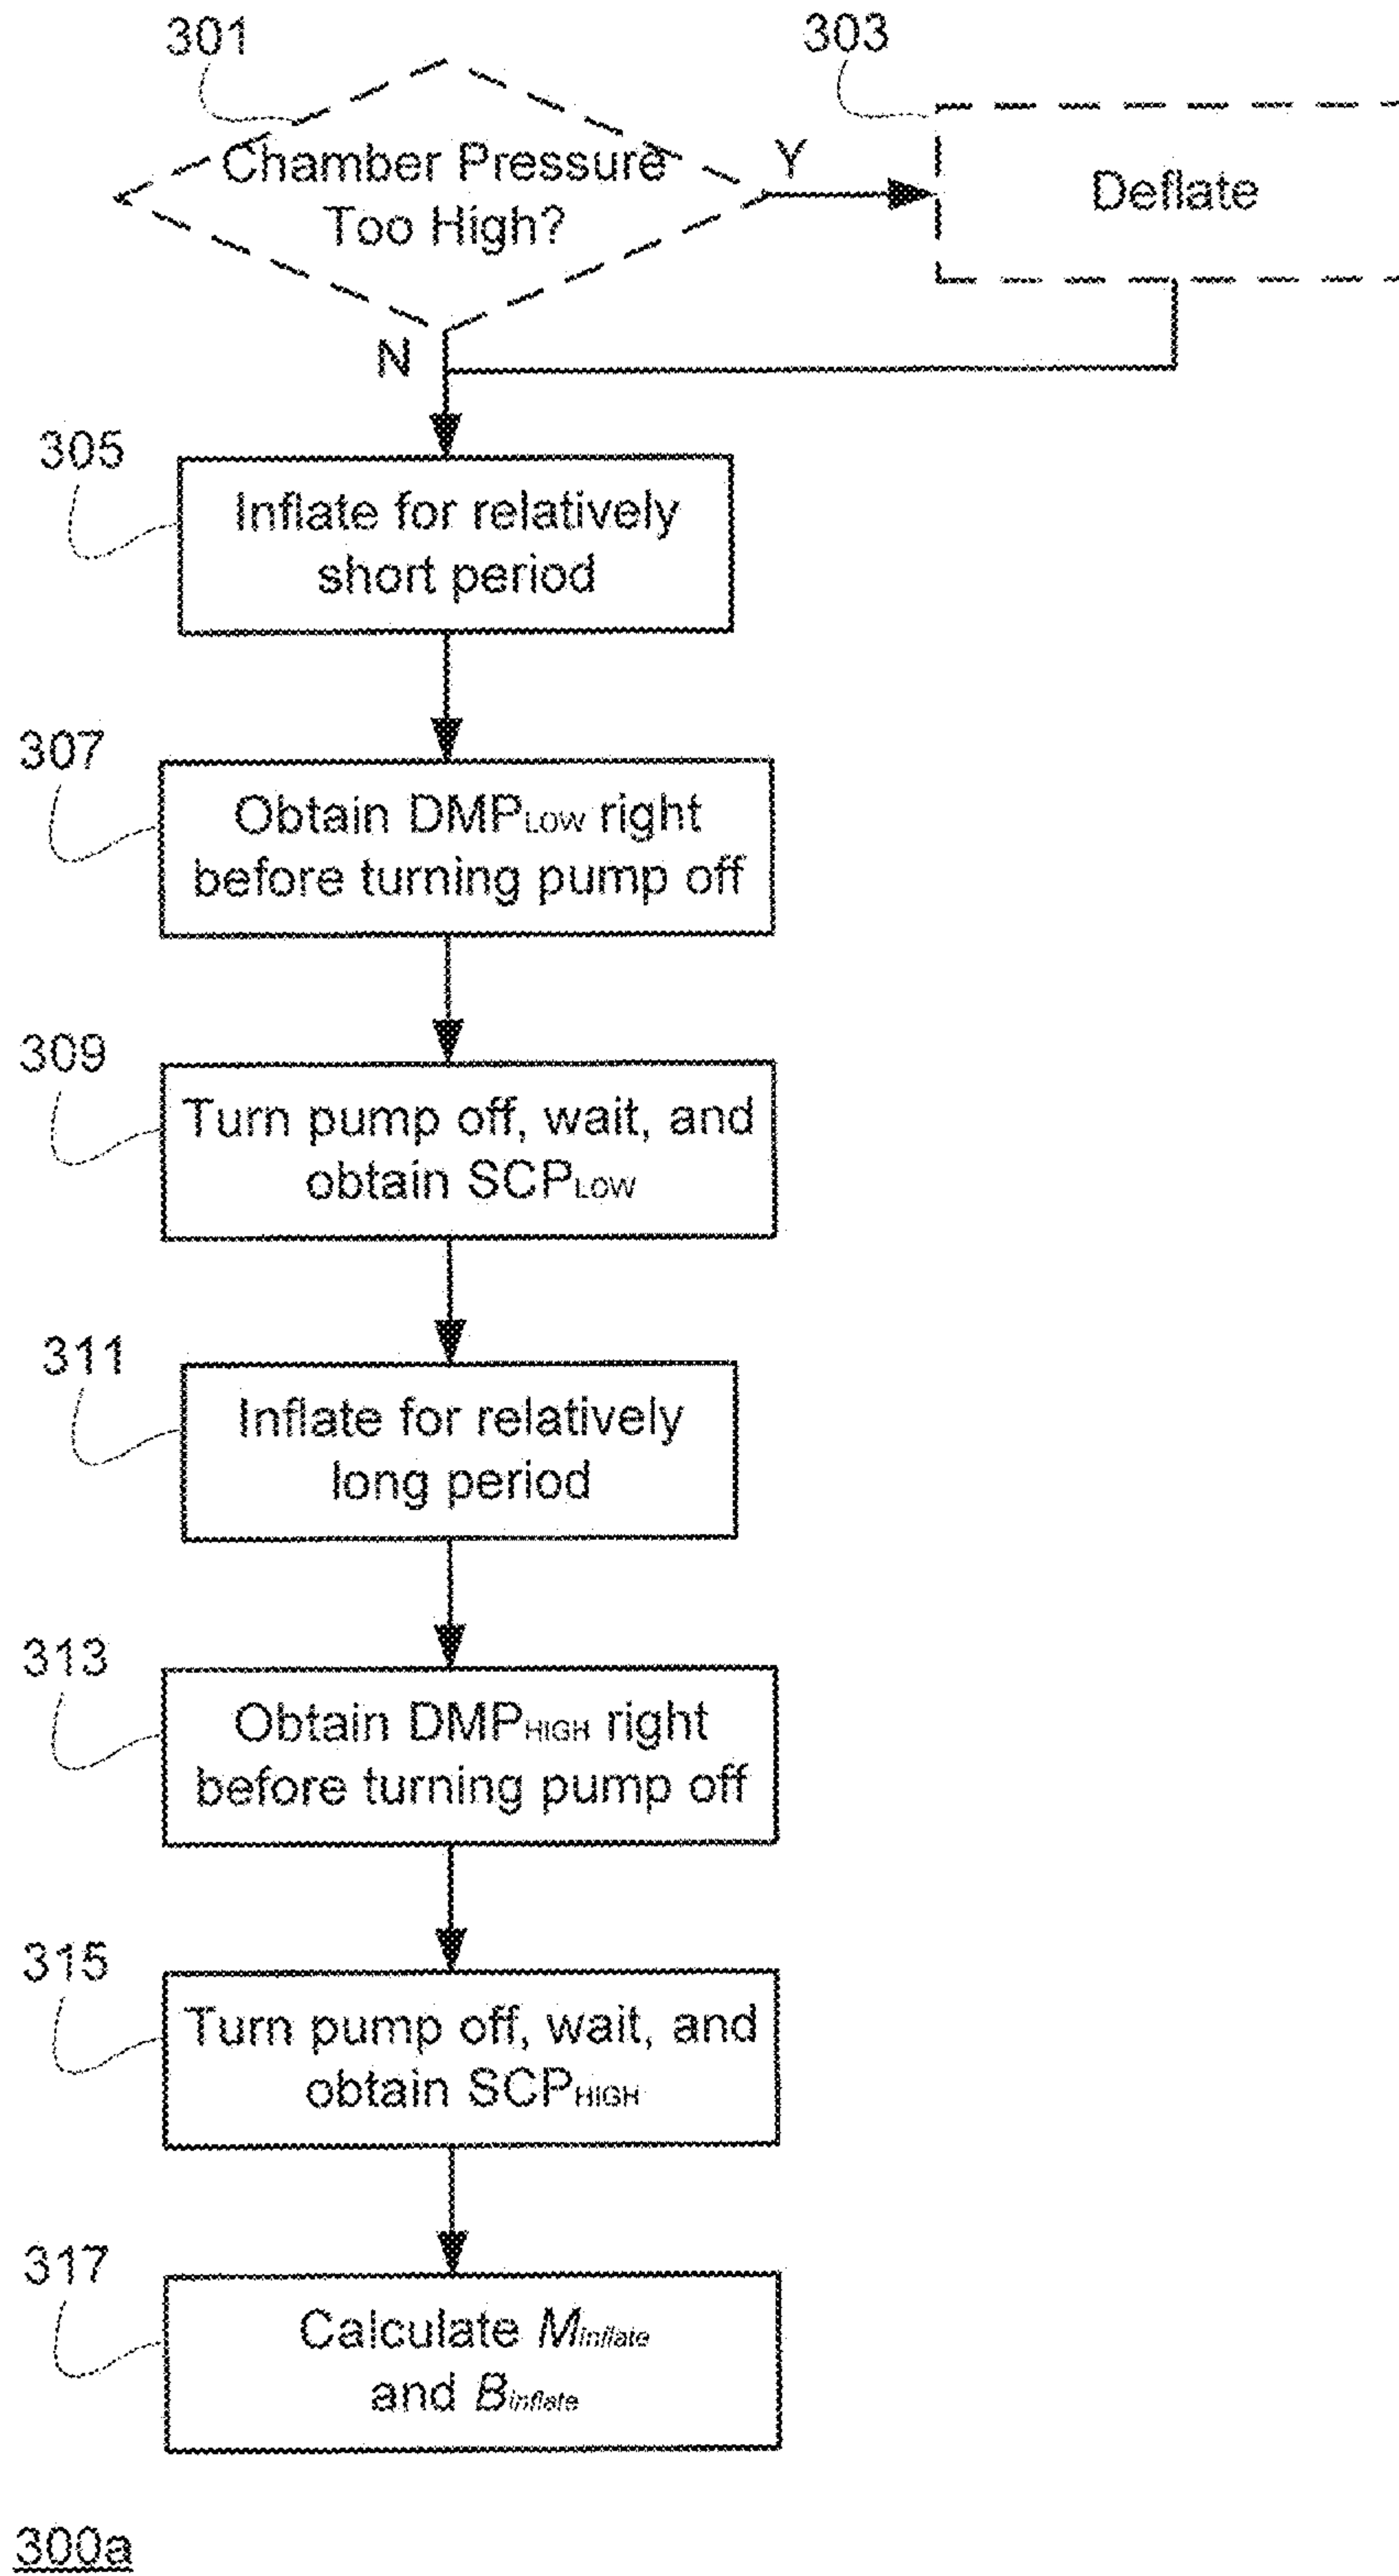 301
Chamber Pressure
Too High?
Y
303
Deflate
N
305
Inflate for relatively
short period
307
Obtain DMPLOW right
before turning pump off
309
Turn pump off, wait, and
obtain SCPLOW
311
Inflate for relatively
long period
313
Obtain DMPHIGH right
before turning pump off
315
Turn pump off, wait, and
obtain SCPHIGH
317
Calculate Minflate
and Binflate
300a